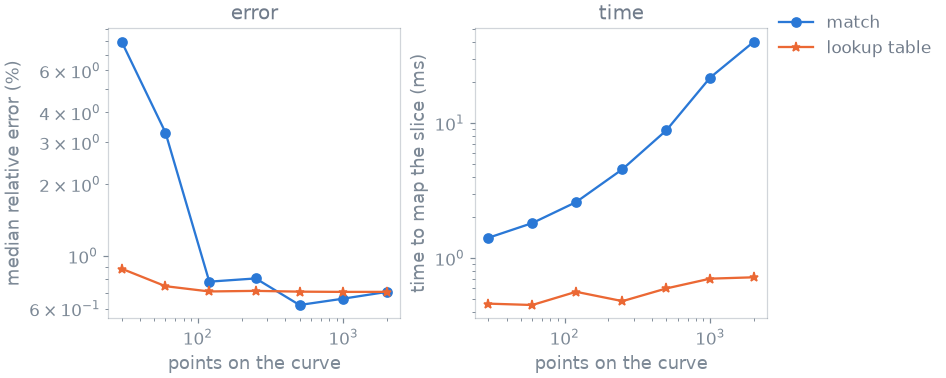 error
time
match
lookup table
median relative error (%)
6 × 10⁰
4 × 10⁰
3 × 10⁰
2 × 10⁰
10⁰
6 × 10⁻¹
10²
10³
points on the curve
time to map the slice (ms)
10¹
10⁰
10²
10³
points on the curve